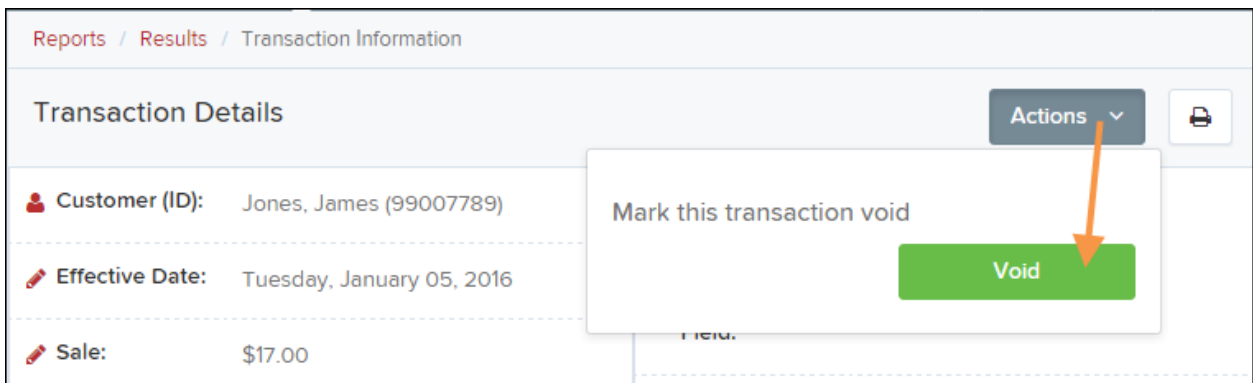 Reports / Results / Transaction Information
Transaction Details
Actions
Customer (ID): Jones, James (99007789)
Mark this transaction void
Effective Date: Tuesday, January 05, 2016
Void
Field:
Sale: $17.00